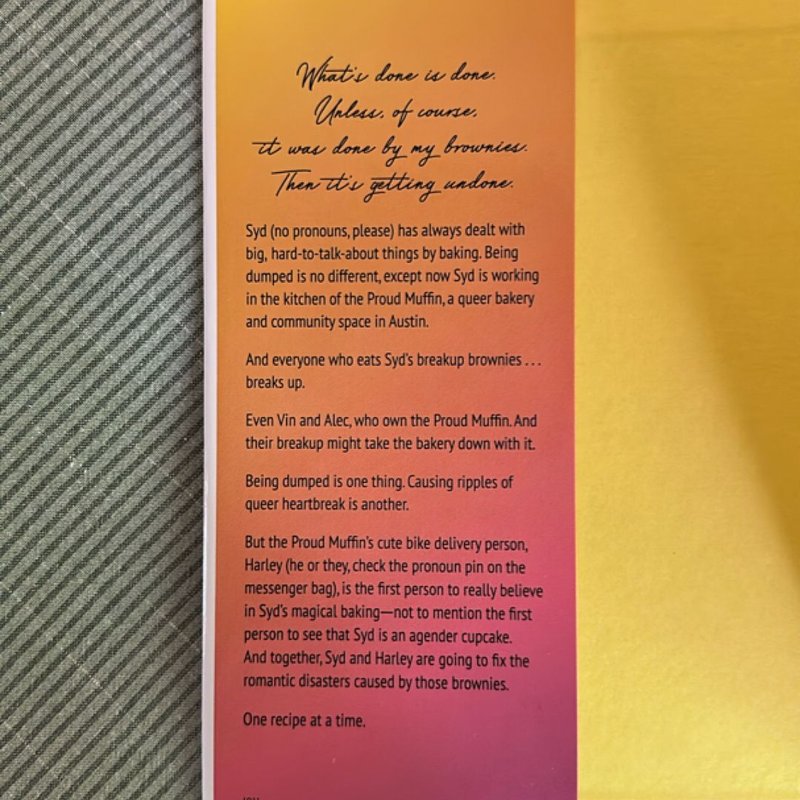 What's done is done.
Unless, of course,
it was done by my brownies.
Then it's getting undone.
Syd (no pronouns, please) has always dealt with
big, hard-to-talk-about things by baking. Being
dumped is no different, except now Syd is working
in the kitchen of the Proud Muffin, a queer bakery
and community space in Austin.
And everyone who eats Syd's breakup brownies . . .
breaks up.
Even Vin and Alec, who own the Proud Muffin. And
their breakup might take the bakery down with it.
Being dumped is one thing. Causing ripples of
queer heartbreak is another.
But the Proud Muffin's cute bike delivery person,
Harley (he or they, check the pronoun pin on the
messenger bag), is the first person to really believe
in Syd's magical baking—not to mention the first
person to see that Syd is an agender cupcake.
And together, Syd and Harley are going to fix the
romantic disasters caused by those brownies.
One recipe at a time.